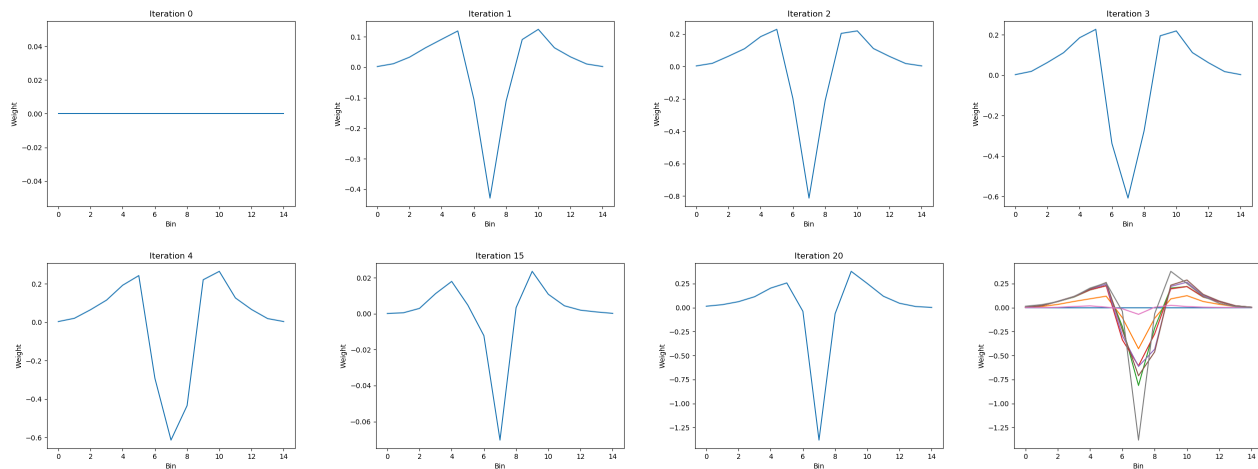 Iteration 0
Weight
0.04
0.02
0.00
−0.02
−0.04
0 2 4 6 8 10 12 14
Bin
Iteration 1
Weight
0.1
0.0
−0.1
−0.2
−0.3
−0.4
0 2 4 6 8 10 12 14
Bin
Iteration 2
Weight
0.2
0.0
−0.2
−0.4
−0.6
−0.8
0 2 4 6 8 10 12 14
Bin
Iteration 3
Weight
0.2
0.0
−0.2
−0.4
−0.6
0 2 4 6 8 10 12 14
Bin
Iteration 4
Weight
0.2
0.0
−0.2
−0.4
−0.6
0 2 4 6 8 10 12 14
Bin
Iteration 15
Weight
0.02
0.00
−0.02
−0.04
−0.06
0 2 4 6 8 10 12 14
Bin
Iteration 20
Weight
0.25
0.00
−0.25
−0.50
−0.75
−1.00
−1.25
0 2 4 6 8 10 12 14
Bin
Weight
0.25
0.00
−0.25
−0.50
−0.75
−1.00
−1.25
0 2 4 6 8 10 12 14
Bin